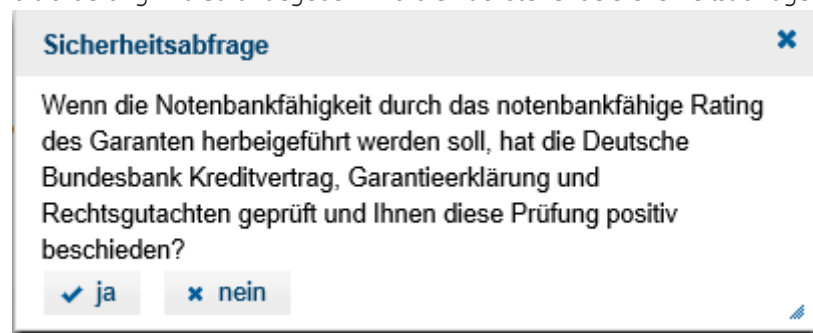 Sicherheitsabfrage
Wenn die Notenbankfähigkeit durch das notenbankfähige Rating
des Garanten herbeigeführt werden soll, hat die Deutsche
Bundesbank Kreditvertrag, Garantieerklärung und
Rechtsgutachten geprüft und Ihnen diese Prüfung positiv
beschieden?
ja nein